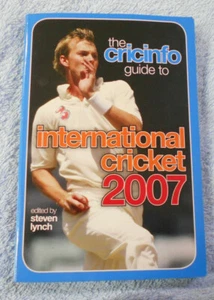 the
cricinfo
guide to
international
cricket
2007
edited by
steven
lynch